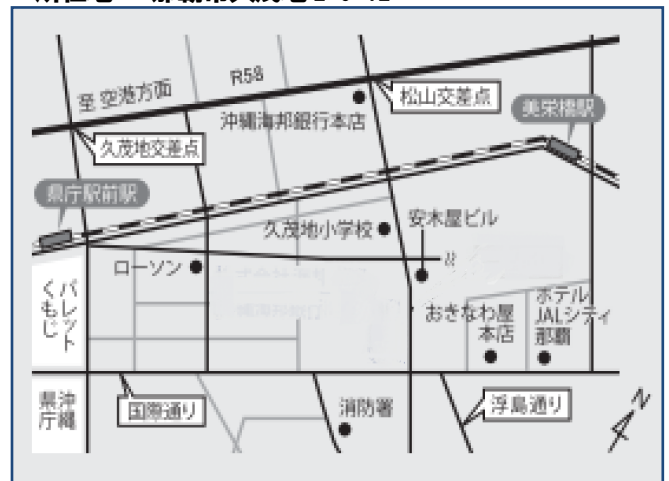 至 空港方面
R58
松山交差点
美栄橋駅
沖縄海邦銀行本店
久茂地交差点
県庁駅前駅
久茂地小学校
安木屋ビル
ローソン
パレット
くもじ
おきなわ屋
本店
ホテル
JALシティ
那覇
沖縄
県庁
国際通り
消防署
浮島通り
N